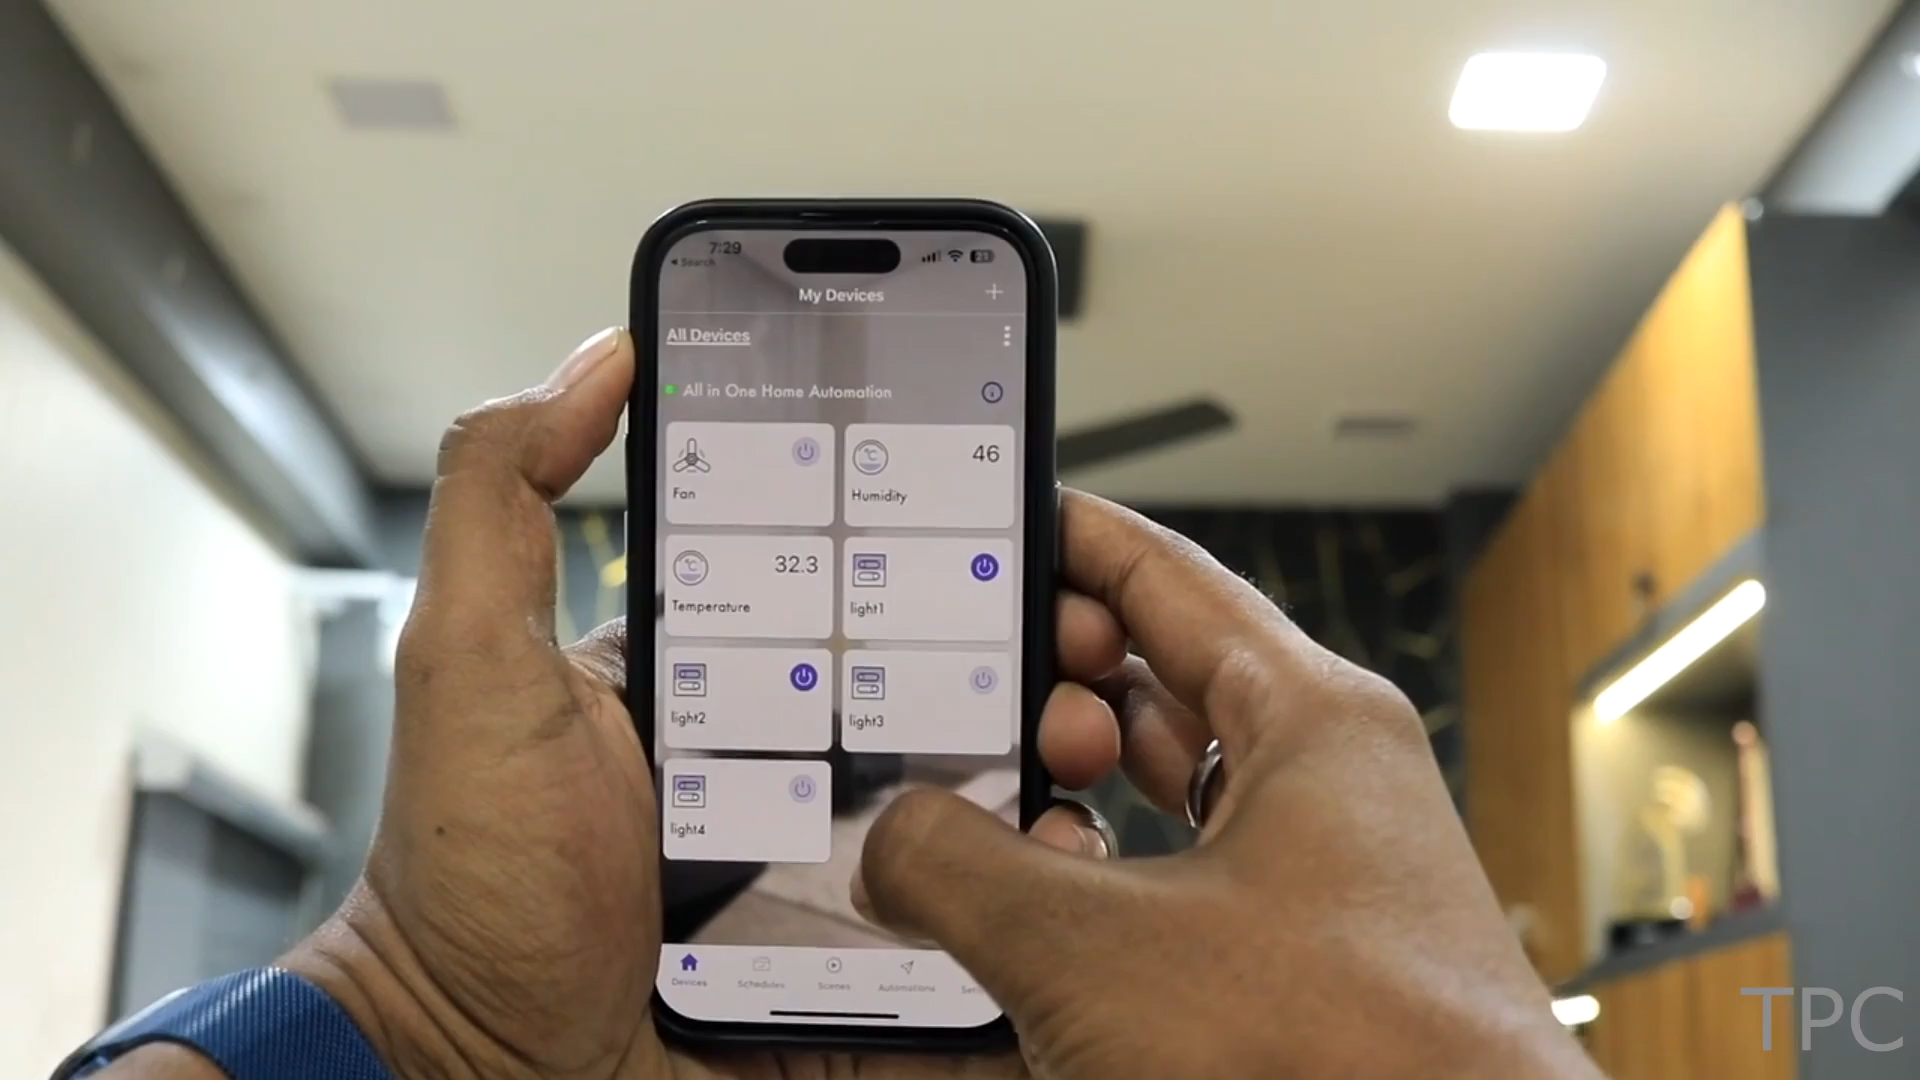 7:29
21
◂ Search
My Devices
+
All Devices
All in One Home Automation
Fan
°C
46
Humidity
°C
32.3
Temperature
light1
light2
light3
light4
Devices
Schedules
Scenes
Automations
TPC